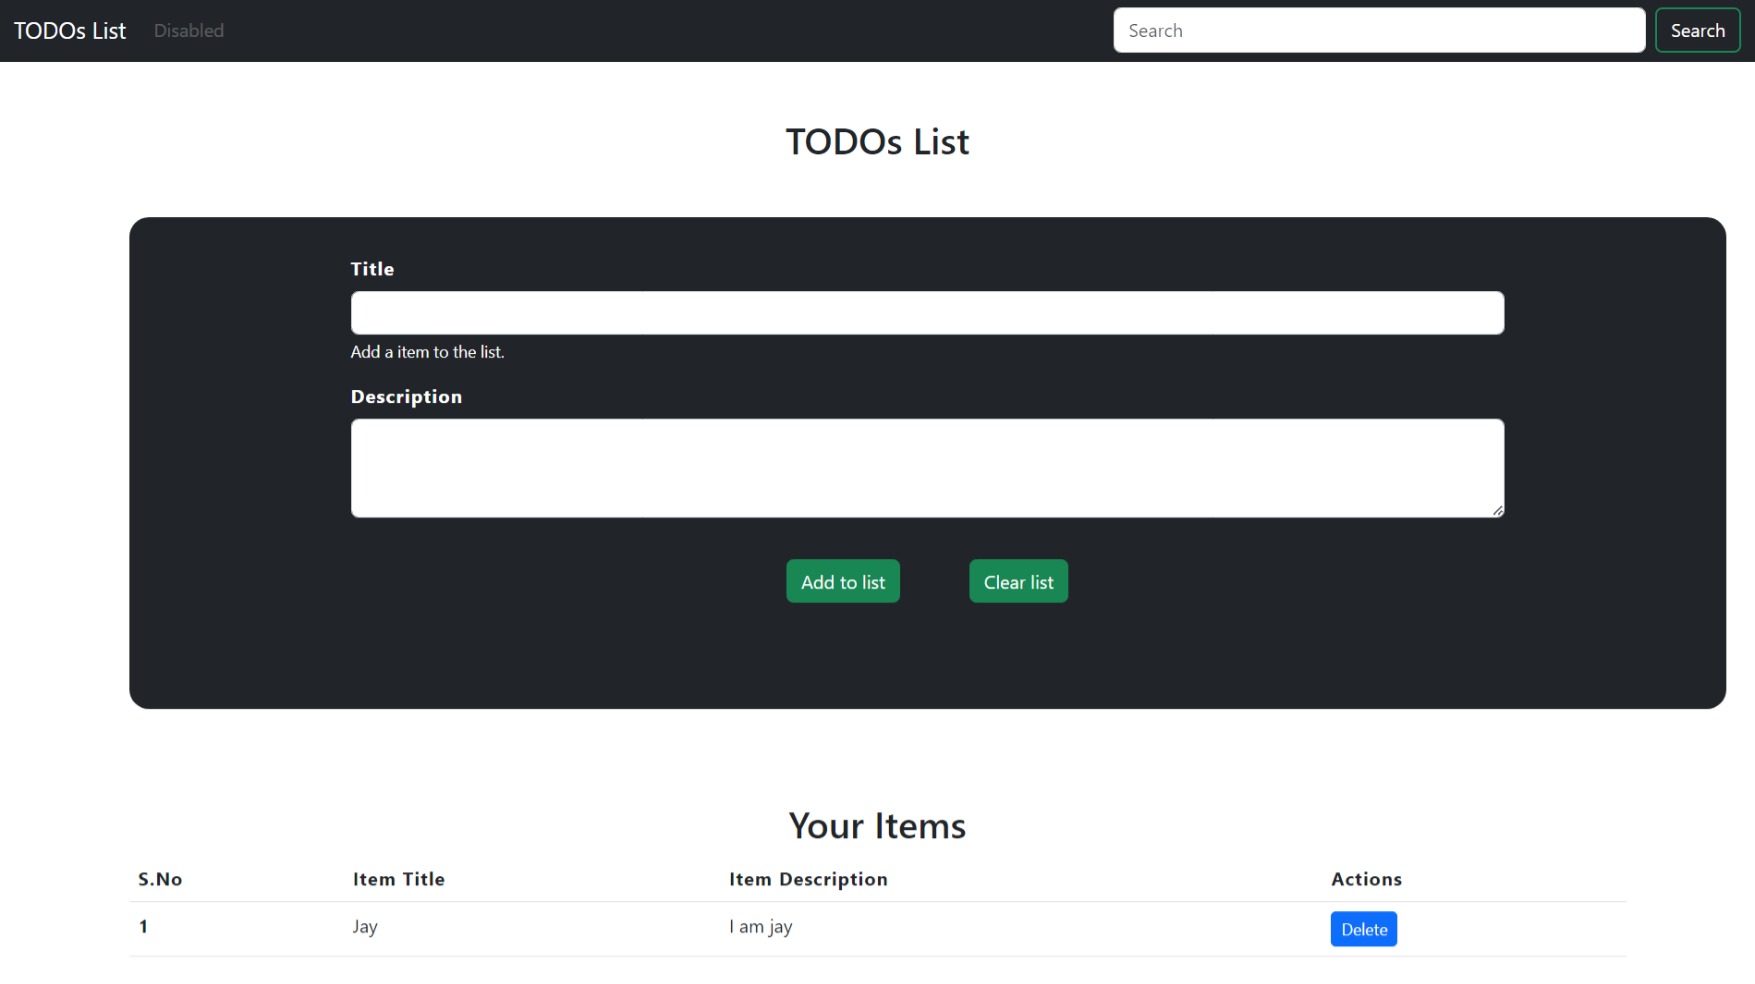 TODOs List Disabled Search Search
TODOs List
Title
Add a item to the list.
Description
Add to list Clear list
Your Items
S.No Item Title Item Description Actions
1 Jay I am jay Delete